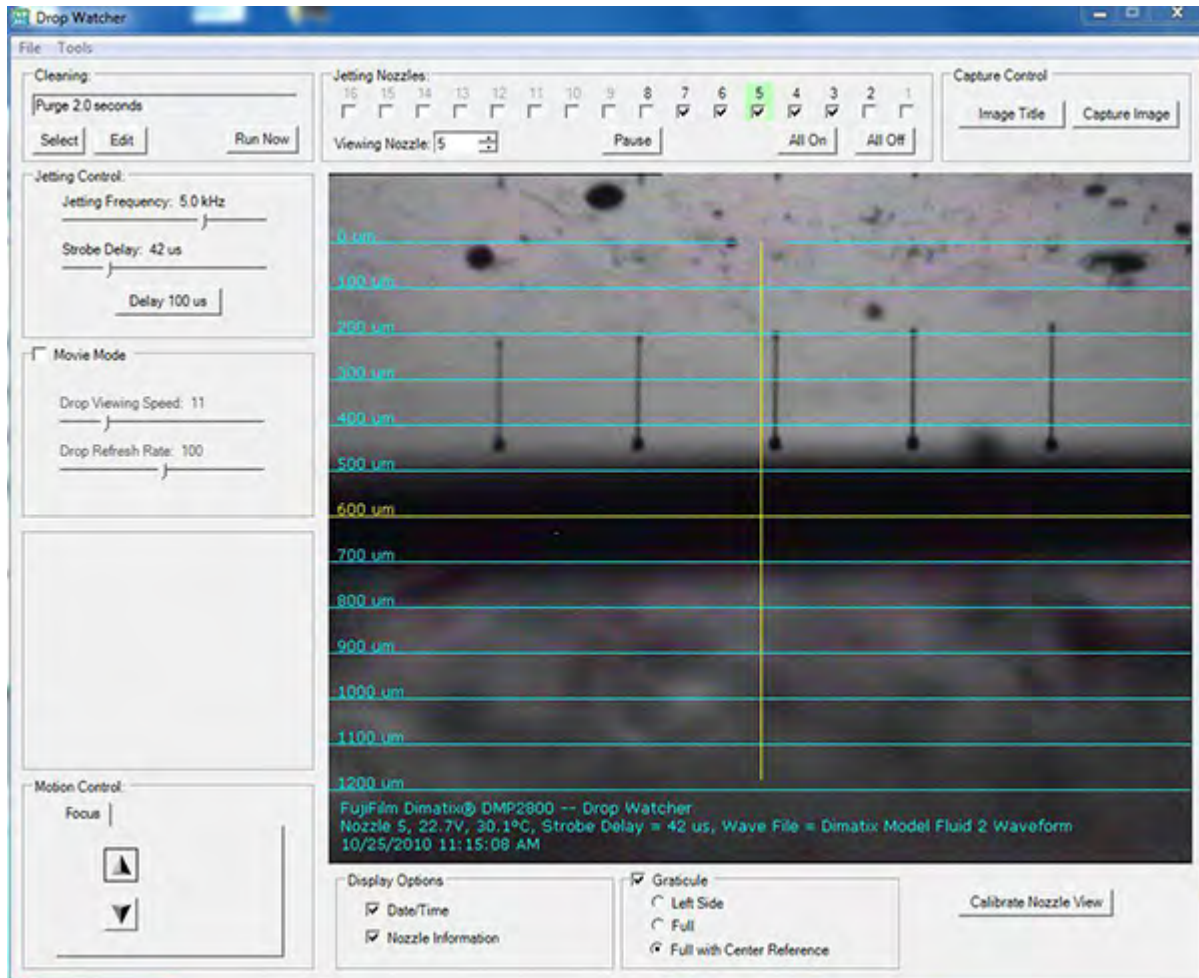 Drop Watcher
File Tools
Cleaning:
Purge 2.0 seconds
Select Edit Run Now
Jetting Nozzles:
16 15 14 13 12 11 10 9 8 7 6 5 4 3 2 1
Viewing Nozzle: 5 Pause All On All Off
Capture Control
Image Title Capture Image
Jetting Control:
Jetting Frequency: 5.0 kHz
Strobe Delay: 42 us
Delay 100 us
Movie Mode
Drop Viewing Speed: 11
Drop Refresh Rate: 100
Motion Control:
Focus
0 um
100 um
200 um
300 um
400 um
500 um
600 um
700 um
800 um
900 um
1000 um
1100 um
1200 um
FujiFilm Dimatix® DMP2800 -- Drop Watcher
Nozzle 5, 22.7V, 30.1ºC, Strobe Delay = 42 us, Wave File = Dimatix Model Fluid 2 Waveform
10/25/2010 11:15:08 AM
Display Options
Date/Time
Nozzle Information
Graticule
Left Side
Full
Full with Center Reference
Calibrate Nozzle View